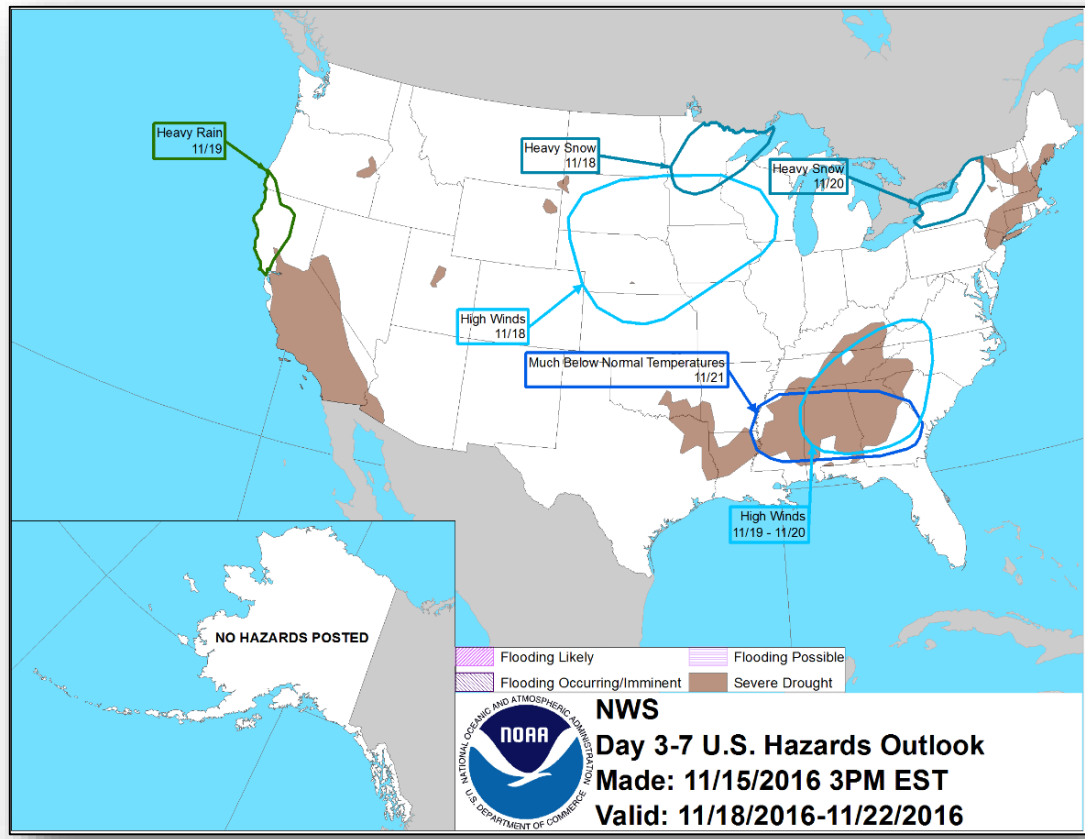 Heavy Rain
11/19
Heavy Snow
11/18
Heavy Snow
11/20
High Winds
11/18
Much Below Normal Temperatures
11/21
High Winds
11/19 - 11/20
NO HAZARDS POSTED
Flooding Likely
Flooding Possible
Flooding Occurring/Imminent
Severe Drought
NATIONAL OCEANIC AND ATMOSPHERIC ADMINISTRATION
NOAA
U.S. DEPARTMENT OF COMMERCE
NWS
Day 3-7 U.S. Hazards Outlook
Made: 11/15/2016 3PM EST
Valid: 11/18/2016-11/22/2016